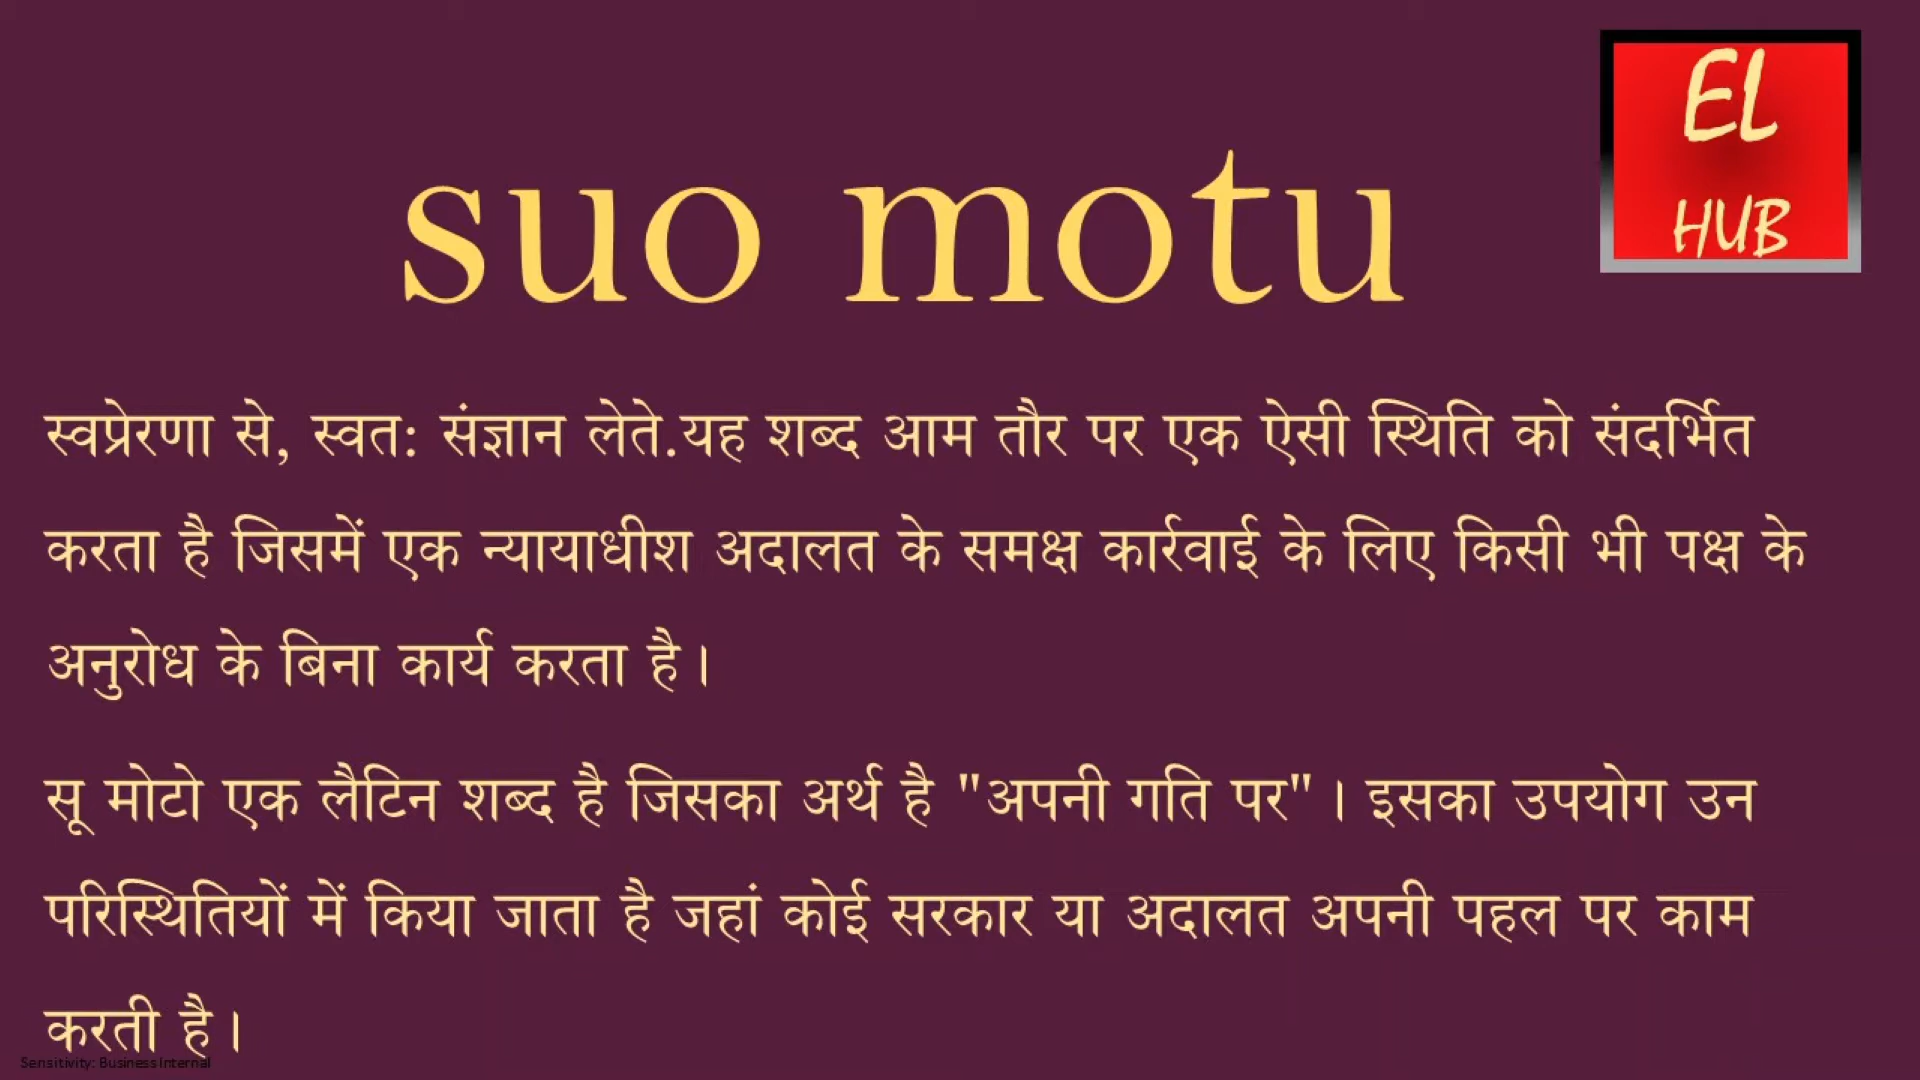 EL
HUB
suo motu
स्वप्रेरणा से, स्वत: संज्ञान लेते.यह शब्द आम तौर पर एक ऐसी स्थिति को संदर्भित
करता है जिसमें एक न्यायाधीश अदालत के समक्ष कार्रवाई के लिए किसी भी पक्ष के
अनुरोध के बिना कार्य करता है।
सू मोटो एक लैटिन शब्द है जिसका अर्थ है "अपनी गति पर"। इसका उपयोग उन
परिस्थितियों में किया जाता है जहां कोई सरकार या अदालत अपनी पहल पर काम
करती है।
Sensitivity: Business Internal